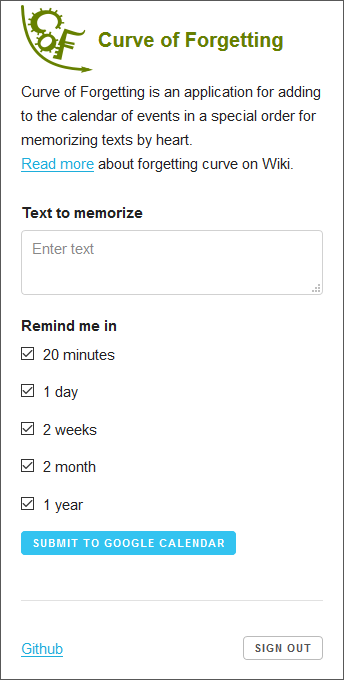 CoF
Curve of Forgetting
Curve of Forgetting is an application for adding
to the calendar of events in a special order for
memorizing texts by heart.
Read more about forgetting curve on Wiki.
Text to memorize
Enter text
Remind me in
20 minutes
1 day
2 weeks
2 month
1 year
SUBMIT TO GOOGLE CALENDAR
Github
SIGN OUT